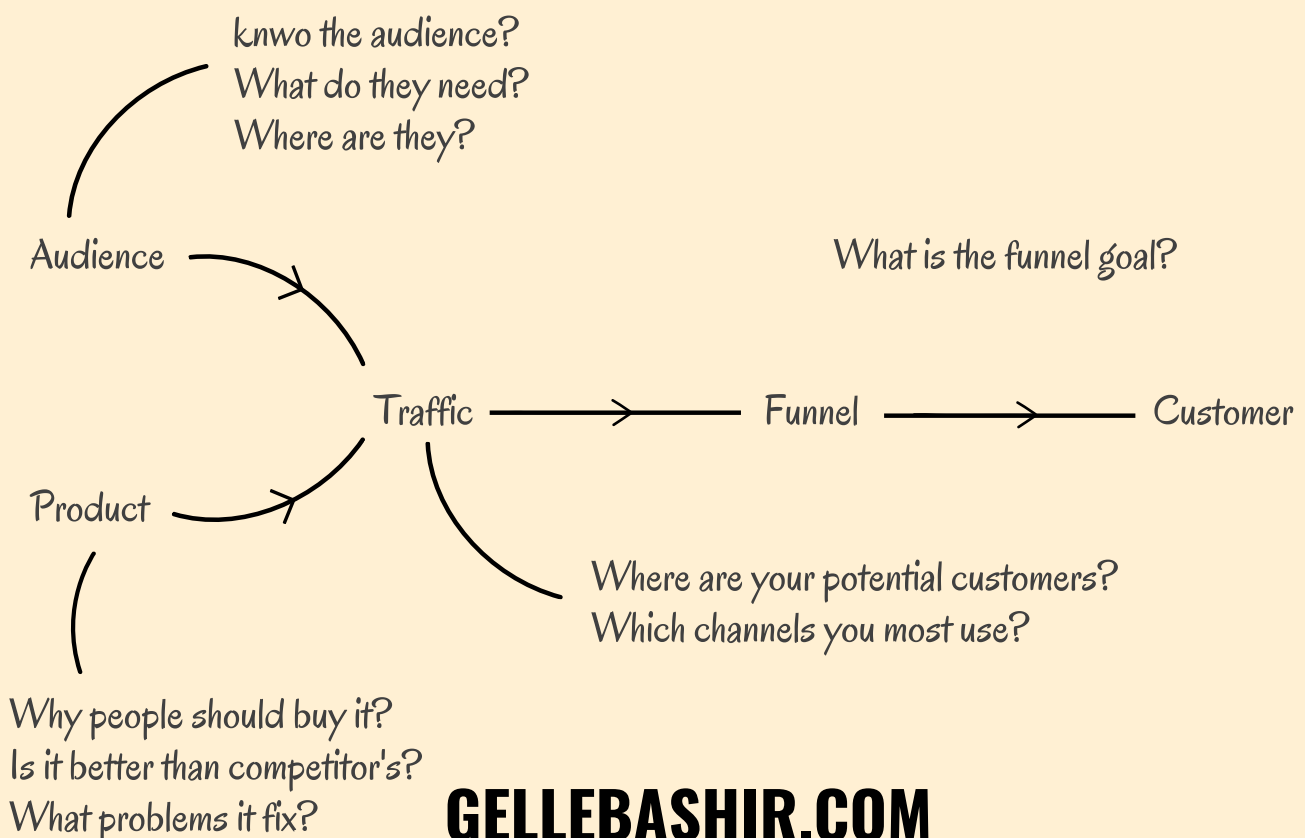 knwo the audience?
What do they need?
Where are they?
Audience
What is the funnel goal?
Traffic
Funnel
Customer
Product
Where are your potential customers?
Which channels you most use?
Why people should buy it?
Is it better than competitor's?
What problems it fix?
GELLEBASHIR.COM